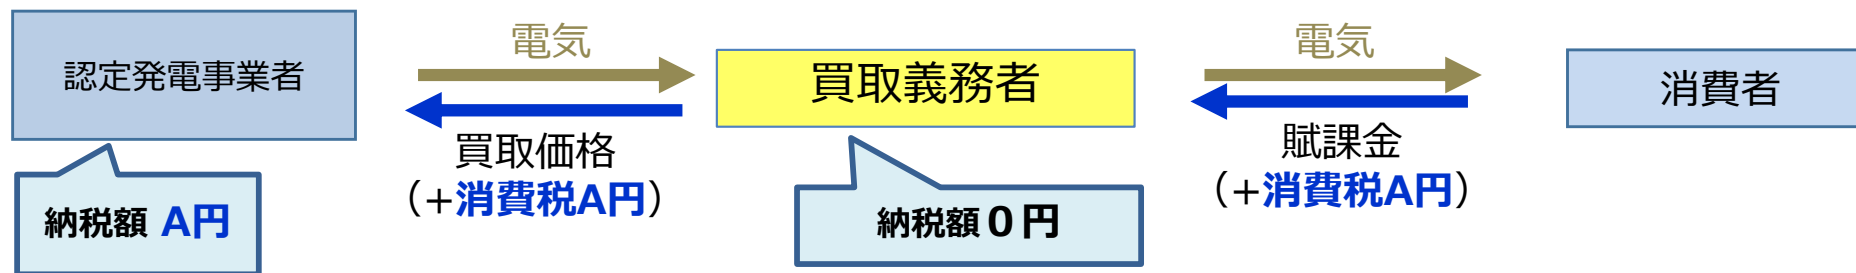 認定発電事業者
納税額 A円
電気
買取価格
（+消費税A円）
買取義務者
納税額０円
電気
賦課金
（+消費税A円）
消費者